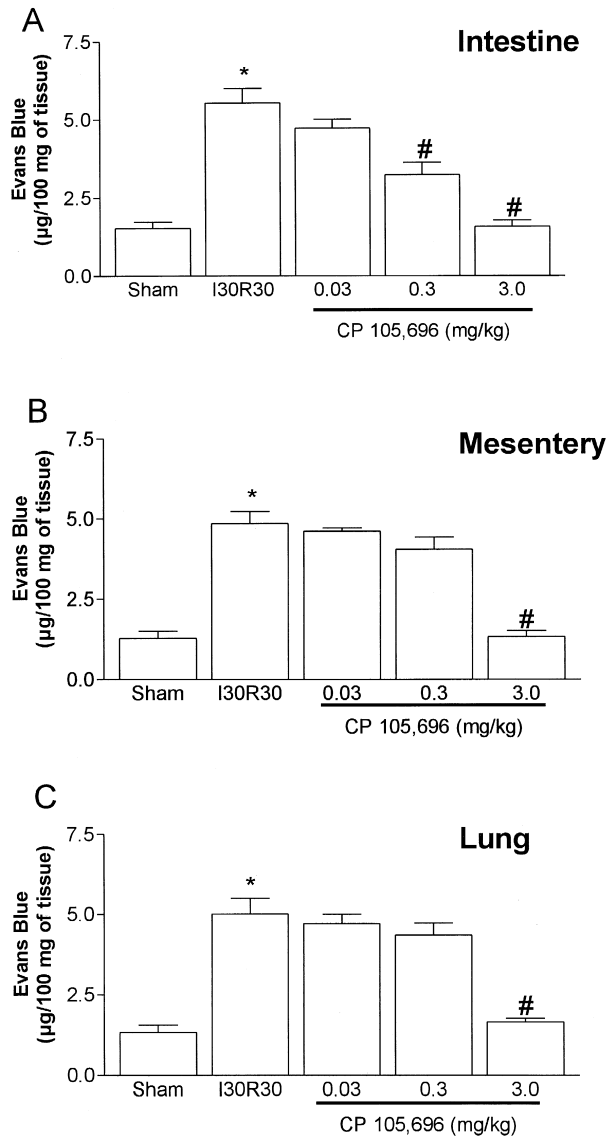 A
Intestine
Evans Blue
(µg/100 mg of tissue)
7.5
5.0
2.5
0.0
*
#
#
Sham I30R30 0.03 0.3 3.0
CP 105,696 (mg/kg)
B
Mesentery
Evans Blue
(µg/100 mg of tissue)
7.5
5.0
2.5
0.0
*
#
Sham I30R30 0.03 0.3 3.0
CP 105,696 (mg/kg)
C
Lung
Evans Blue
(µg/100 mg of tissue)
7.5
5.0
2.5
0.0
*
#
Sham I30R30 0.03 0.3 3.0
CP 105,696 (mg/kg)